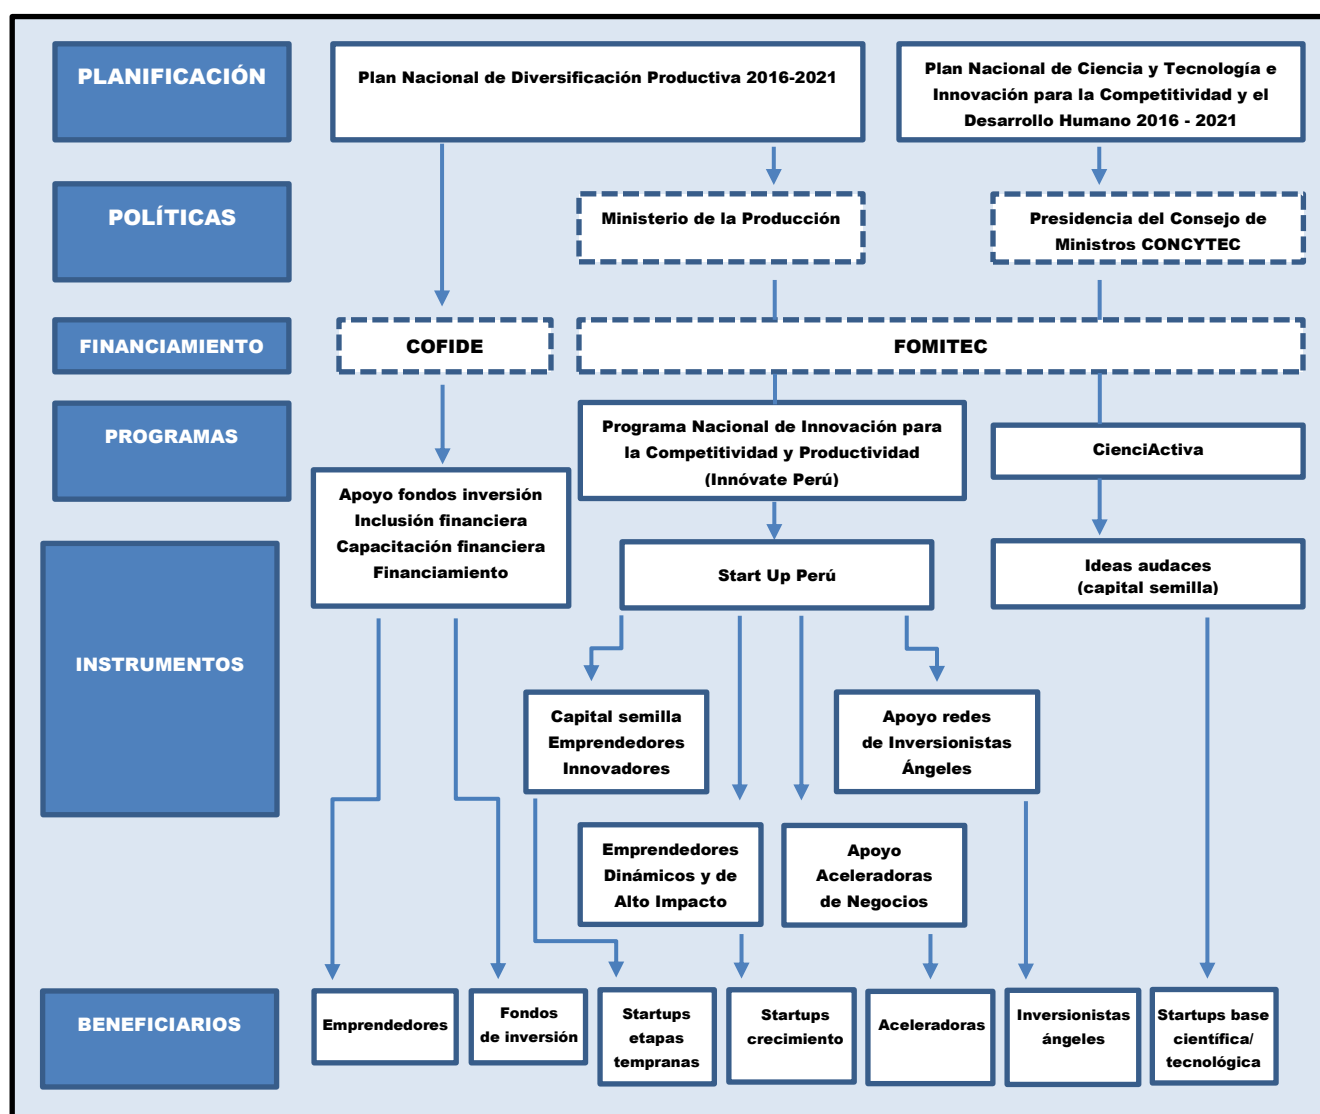 PLANIFICACIÓN
Plan Nacional de Diversificación Productiva 2016-2021
Plan Nacional de Ciencia y Tecnología e
Innovación para la Competitividad y el
Desarrollo Humano 2016 - 2021
POLÍTICAS
Ministerio de la Producción
Presidencia del Consejo de
Ministros CONCYTEC
FINANCIAMIENTO
COFIDE
FOMITEC
PROGRAMAS
Programa Nacional de Innovación para
la Competitividad y Productividad
(Innóvate Perú)
CienciActiva
Apoyo fondos inversión
Inclusión financiera
Capacitación financiera
Financiamiento
Start Up Perú
Ideas audaces
(capital semilla)
INSTRUMENTOS
Capital semilla
Emprendedores
Innovadores
Apoyo redes
de Inversionistas
Ángeles
Emprendedores
Dinámicos y de
Alto Impacto
Apoyo
Aceleradoras
de Negocios
BENEFICIARIOS
Emprendedores
Fondos
de inversión
Startups
etapas
tempranas
Startups
crecimiento
Aceleradoras
Inversionistas
ángeles
Startups base
científica/
tecnológica